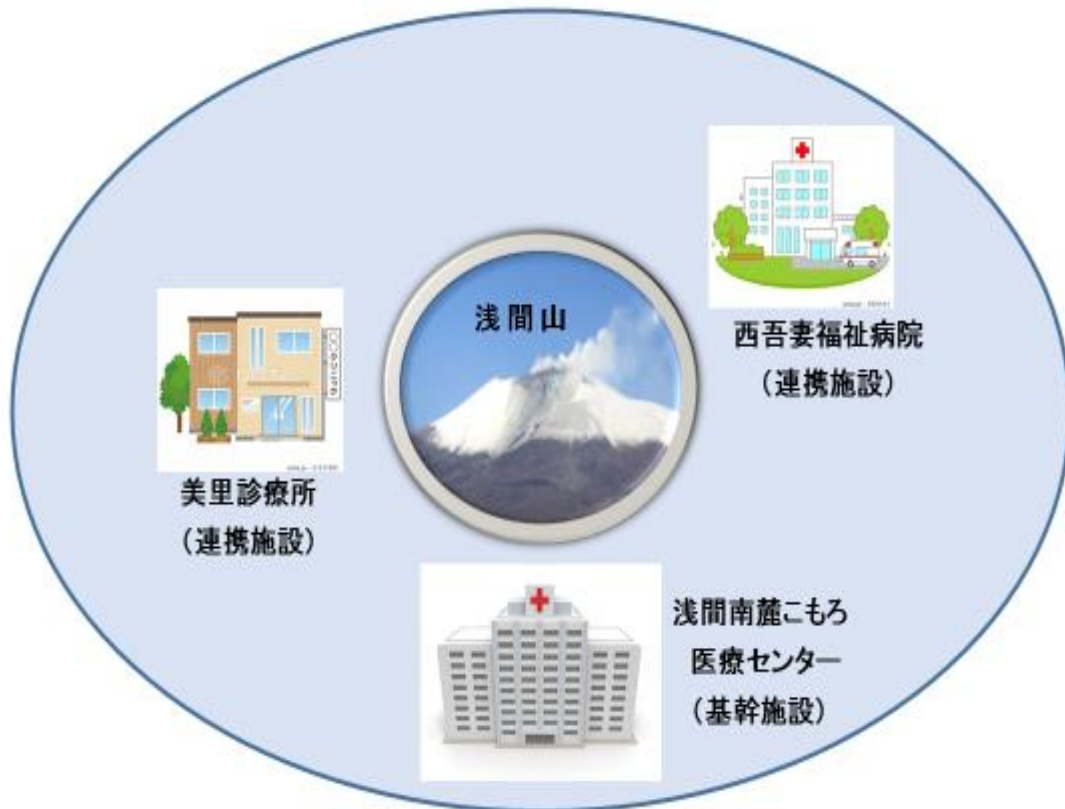 浅間山
西吾妻福祉病院
（連携施設）
美里診療所
（連携施設）
浅間南麓こもろ
医療センター
（基幹施設）